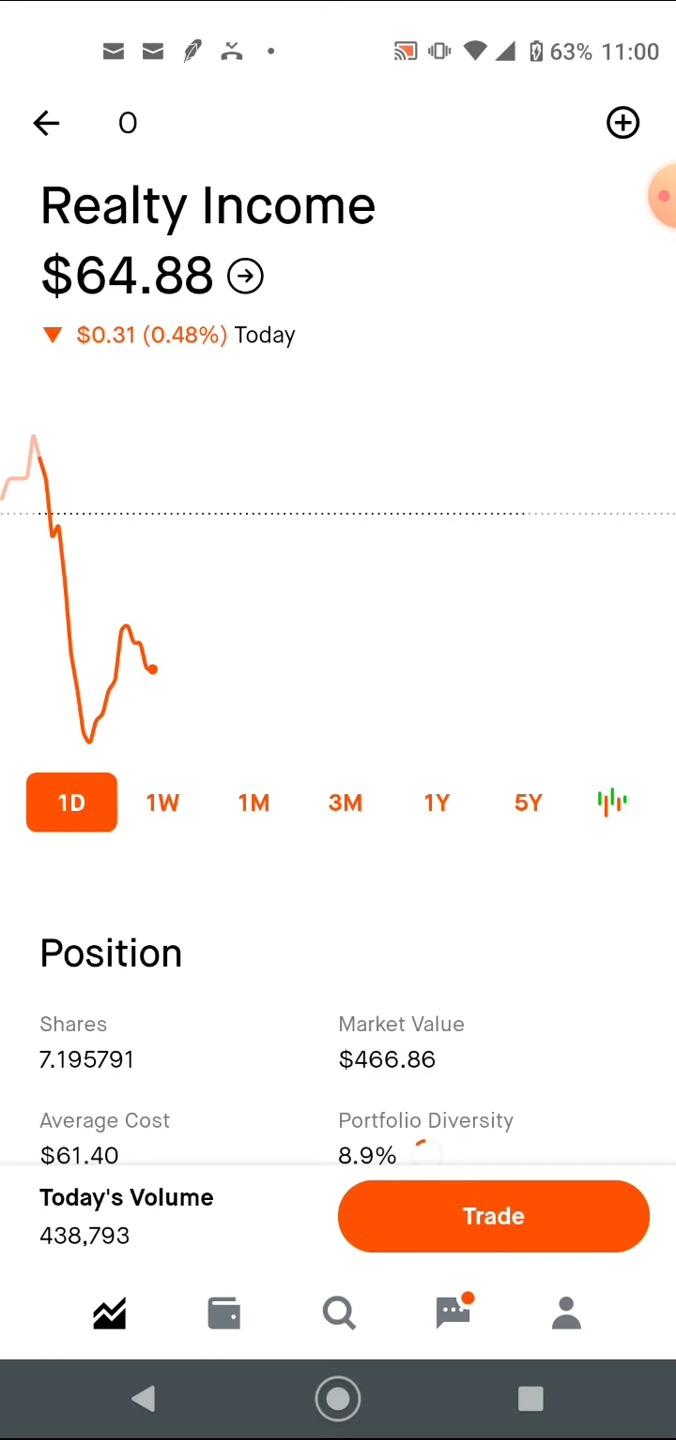 63% 11:00
O
Realty Income
$64.88
$0.31 (0.48%) Today
1D 1W 1M 3M 1Y 5Y
Position
Shares Market Value
7.195791 $466.86
Average Cost Portfolio Diversity
$61.40 8.9%
Today's Volume
438,793
Trade